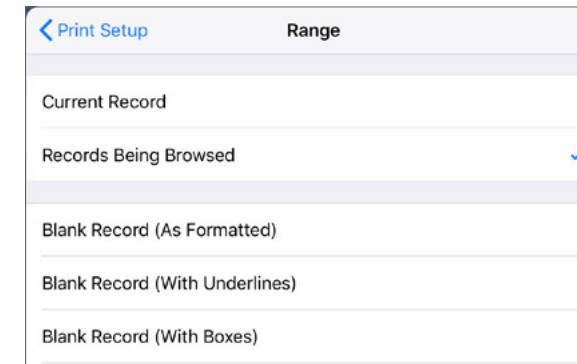 Print Setup
Range
Current Record
Records Being Browsed
Blank Record (As Formatted)
Blank Record (With Underlines)
Blank Record (With Boxes)